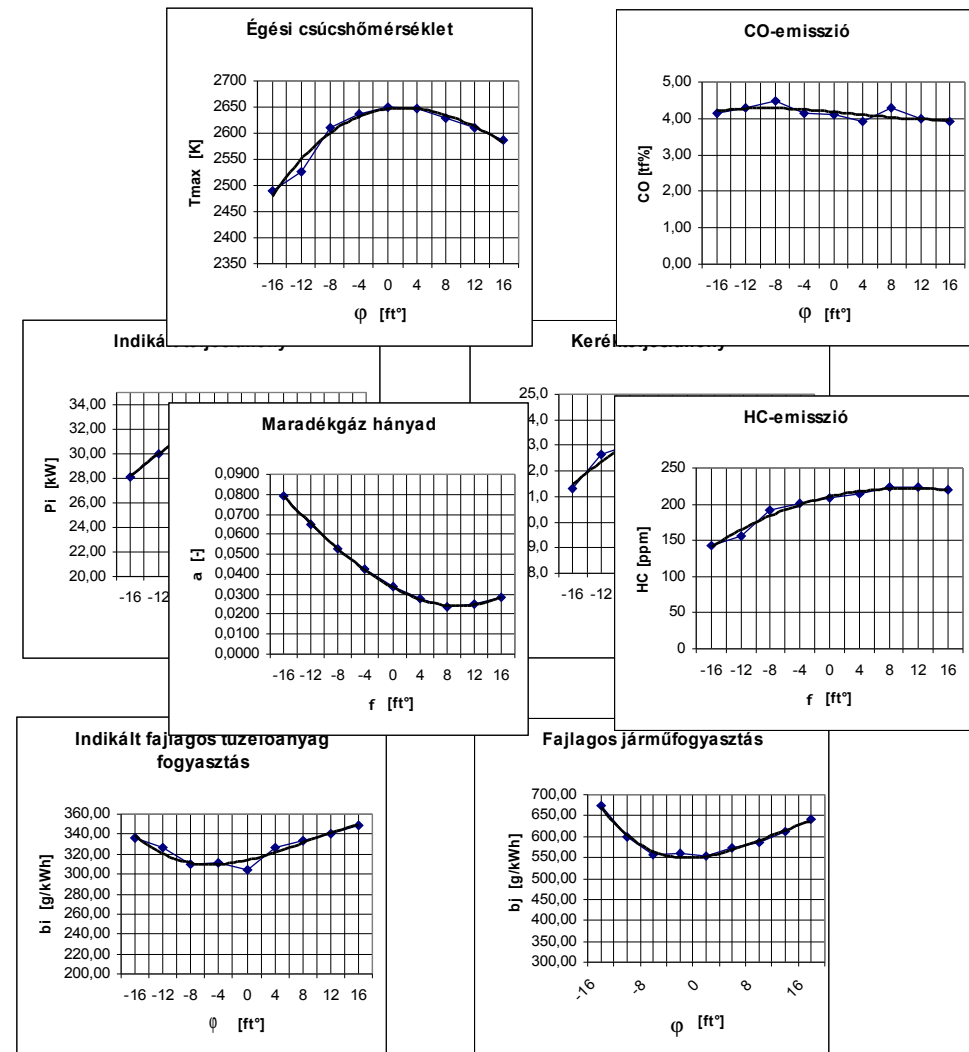 Égési csúcshőmérséklet
2700
2650
2600
2550
2500
2450
2400
2350
Tmax [K]
-16 -12 -8 -4 0 4 8 12 16
φ [ft°]
CO-emisszió
5,00
4,00
3,00
2,00
1,00
0,00
CO [tf%]
-16 -12 -8 -4 0 4 8 12 16
φ [ft°]
34,00
32,00
30,00
28,00
26,00
24,00
22,00
20,00
Pi [kW]
-16 -12
25,0
-16 -12
Maradékgáz hányad
0,0900
0,0800
0,0700
0,0600
0,0500
0,0400
0,0300
0,0200
0,0100
0,0000
a [-]
-16 -12 -8 -4 0 4 8 12 16
f [ft°]
HC-emisszió
250
200
150
100
50
0
HC [ppm]
-16 -12 -8 -4 0 4 8 12 16
f [ft°]
Indikált fajlagos tüzelőanyag
fogyasztás
360,00
340,00
320,00
300,00
280,00
260,00
240,00
220,00
200,00
bi [g/kWh]
-16 -12 -8 -4 0 4 8 12 16
φ [ft°]
Fajlagos járműfogyasztás
700,00
650,00
600,00
550,00
500,00
450,00
400,00
350,00
300,00
bj [g/kWh]
-16 -8 0 8 16
φ [ft°]